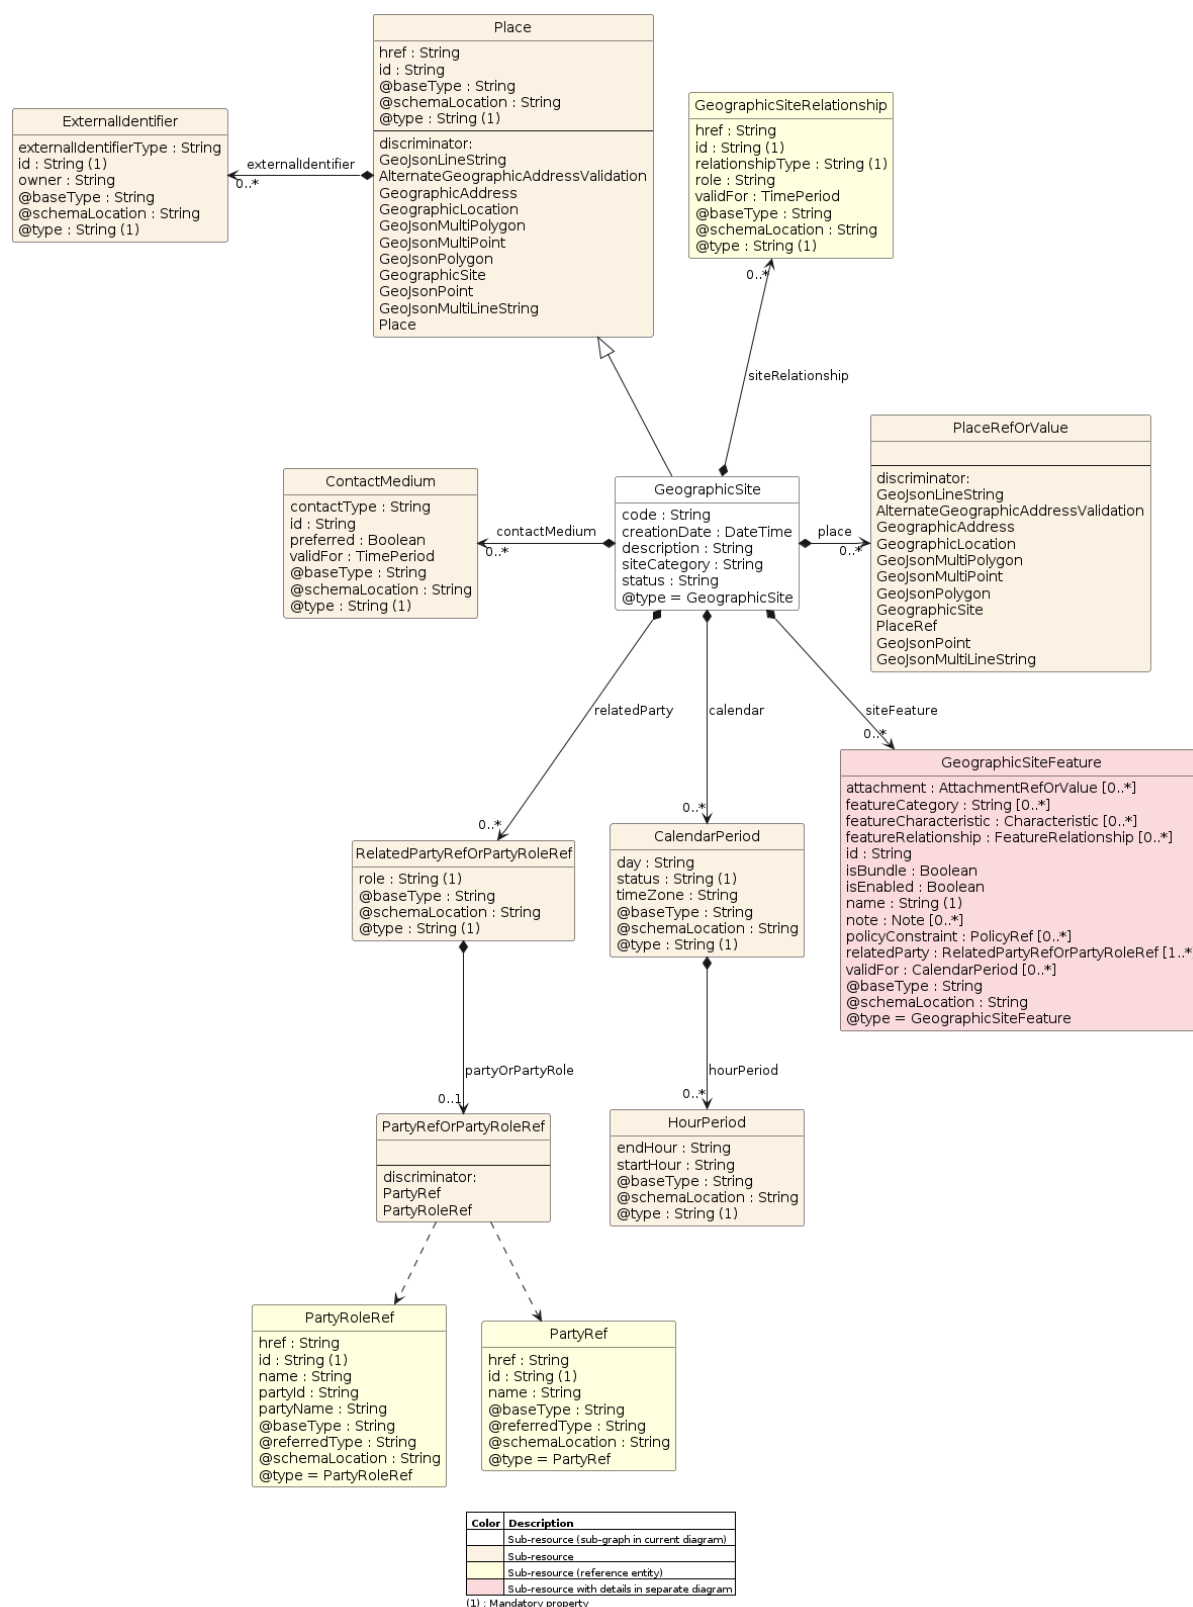 Place
href : String
id : String
@baseType : String
@schemaLocation : String
@type : String (1)
discriminator:
GeoJsonLineString
AlternateGeographicAddressValidation
GeographicAddress
GeographicLocation
GeoJsonMultiPolygon
GeoJsonMultiPoint
GeoJsonPolygon
GeographicSite
GeoJsonPoint
GeoJsonMultiLineString
Place
ExternalIdentifier
externalIdentifierType : String
id : String (1)
owner : String
@baseType : String
@schemaLocation : String
@type : String (1)
externalIdentifier
0..*
GeographicSiteRelationship
href : String
id : String (1)
relationshipType : String (1)
role : String
validFor : TimePeriod
@baseType : String
@schemaLocation : String
@type : String (1)
0..*
siteRelationship
PlaceRefOrValue
discriminator:
GeoJsonLineString
AlternateGeographicAddressValidation
GeographicAddress
GeographicLocation
GeoJsonMultiPolygon
GeoJsonMultiPoint
GeoJsonPolygon
GeographicSite
PlaceRef
GeoJsonPoint
GeoJsonMultiLineString
ContactMedium
contactType : String
id : String
preferred : Boolean
validFor : TimePeriod
@baseType : String
@schemaLocation : String
@type : String (1)
contactMedium
0..*
GeographicSite
code : String
creationDate : DateTime
description : String
siteCategory : String
status : String
@type = GeographicSite
place
0..*
relatedParty
calendar
siteFeature
0..*
0..*
0..*
GeographicSiteFeature
attachment : AttachmentRefOrValue [0..*]
featureCategory : String [0..*]
featureCharacteristic : Characteristic [0..*]
featureRelationship : FeatureRelationship [0..*]
id : String
isBundle : Boolean
isEnabled : Boolean
name : String (1)
note : Note [0..*]
policyConstraint : PolicyRef [0..*]
relatedParty : RelatedPartyRefOrPartyRoleRef [1..*
validFor : CalendarPeriod [0..*]
@baseType : String
@schemaLocation : String
@type = GeographicSiteFeature
RelatedPartyRefOrPartyRoleRef
role : String (1)
@baseType : String
@schemaLocation : String
@type : String (1)
CalendarPeriod
day : String
status : String (1)
timeZone : String
@baseType : String
@schemaLocation : String
@type : String (1)
partyOrPartyRole
0..1
hourPeriod
0..*
PartyRefOrPartyRoleRef
discriminator:
PartyRef
PartyRoleRef
HourPeriod
endHour : String
startHour : String
@baseType : String
@schemaLocation : String
@type : String (1)
PartyRoleRef
href : String
id : String (1)
name : String
partyId : String
partyName : String
@baseType : String
@referredType : String
@schemaLocation : String
@type = PartyRoleRef
PartyRef
href : String
id : String (1)
name : String
@baseType : String
@referredType : String
@schemaLocation : String
@type = PartyRef
Color Description
Sub-resource (sub-graph in current diagram)
Sub-resource
Sub-resource (reference entity)
Sub-resource with details in separate diagram
(1) : Mandatory property